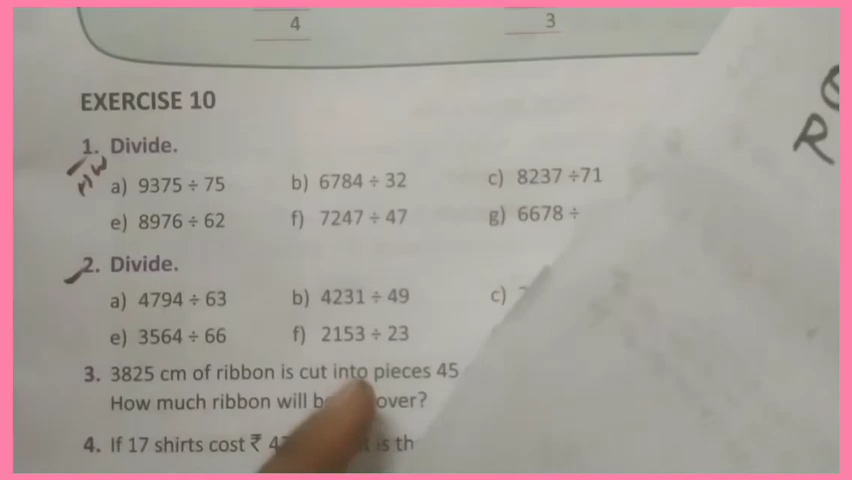 4 3
EXERCISE 10
1. Divide.
HW
a) 9375 ÷ 75 b) 6784 ÷ 32 c) 8237 ÷71
e) 8976 ÷ 62 f) 7247 ÷ 47 g) 6678 ÷
2. Divide.
a) 4794 ÷ 63 b) 4231 ÷ 49 c)
e) 3564 ÷ 66 f) 2153 ÷ 23
3. 3825 cm of ribbon is cut into pieces 45
How much ribbon will over?
4. If 17 shirts cost ₹ is
R